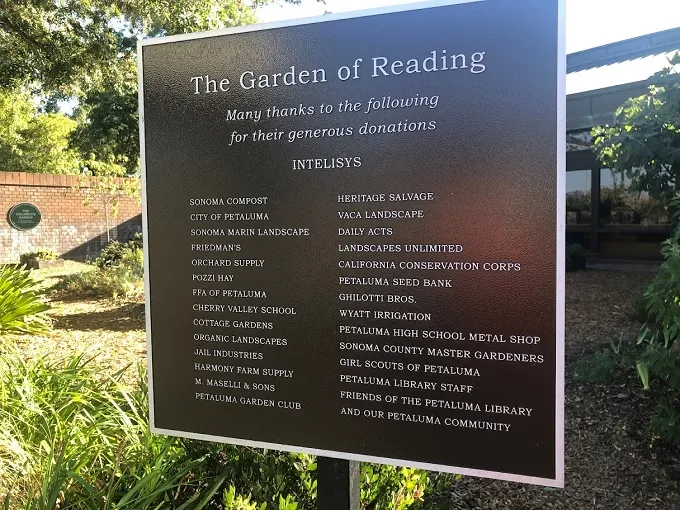 The Garden of Reading
Many thanks to the following
for their generous donations
INTELISYS
SONOMA COMPOST
CITY OF PETALUMA
SONOMA MARIN LANDSCAPE
FRIEDMAN'S
ORCHARD SUPPLY
POZZI HAY
FFA OF PETALUMA
CHERRY VALLEY SCHOOL
COTTAGE GARDENS
ORGANIC LANDSCAPES
JAIL INDUSTRIES
HARMONY FARM SUPPLY
M. MASELLI & SONS
PETALUMA GARDEN CLUB
HERITAGE SALVAGE
VACA LANDSCAPE
DAILY ACTS
LANDSCAPES UNLIMITED
CALIFORNIA CONSERVATION CORPS
PETALUMA SEED BANK
GHILOTTI BROS.
WYATT IRRIGATION
PETALUMA HIGH SCHOOL METAL SHOP
SONOMA COUNTY MASTER GARDENERS
GIRL SCOUTS OF PETALUMA
PETALUMA LIBRARY STAFF
FRIENDS OF THE PETALUMA LIBRARY
AND OUR PETALUMA COMMUNITY
THE
CHILDREN'S
GARDEN